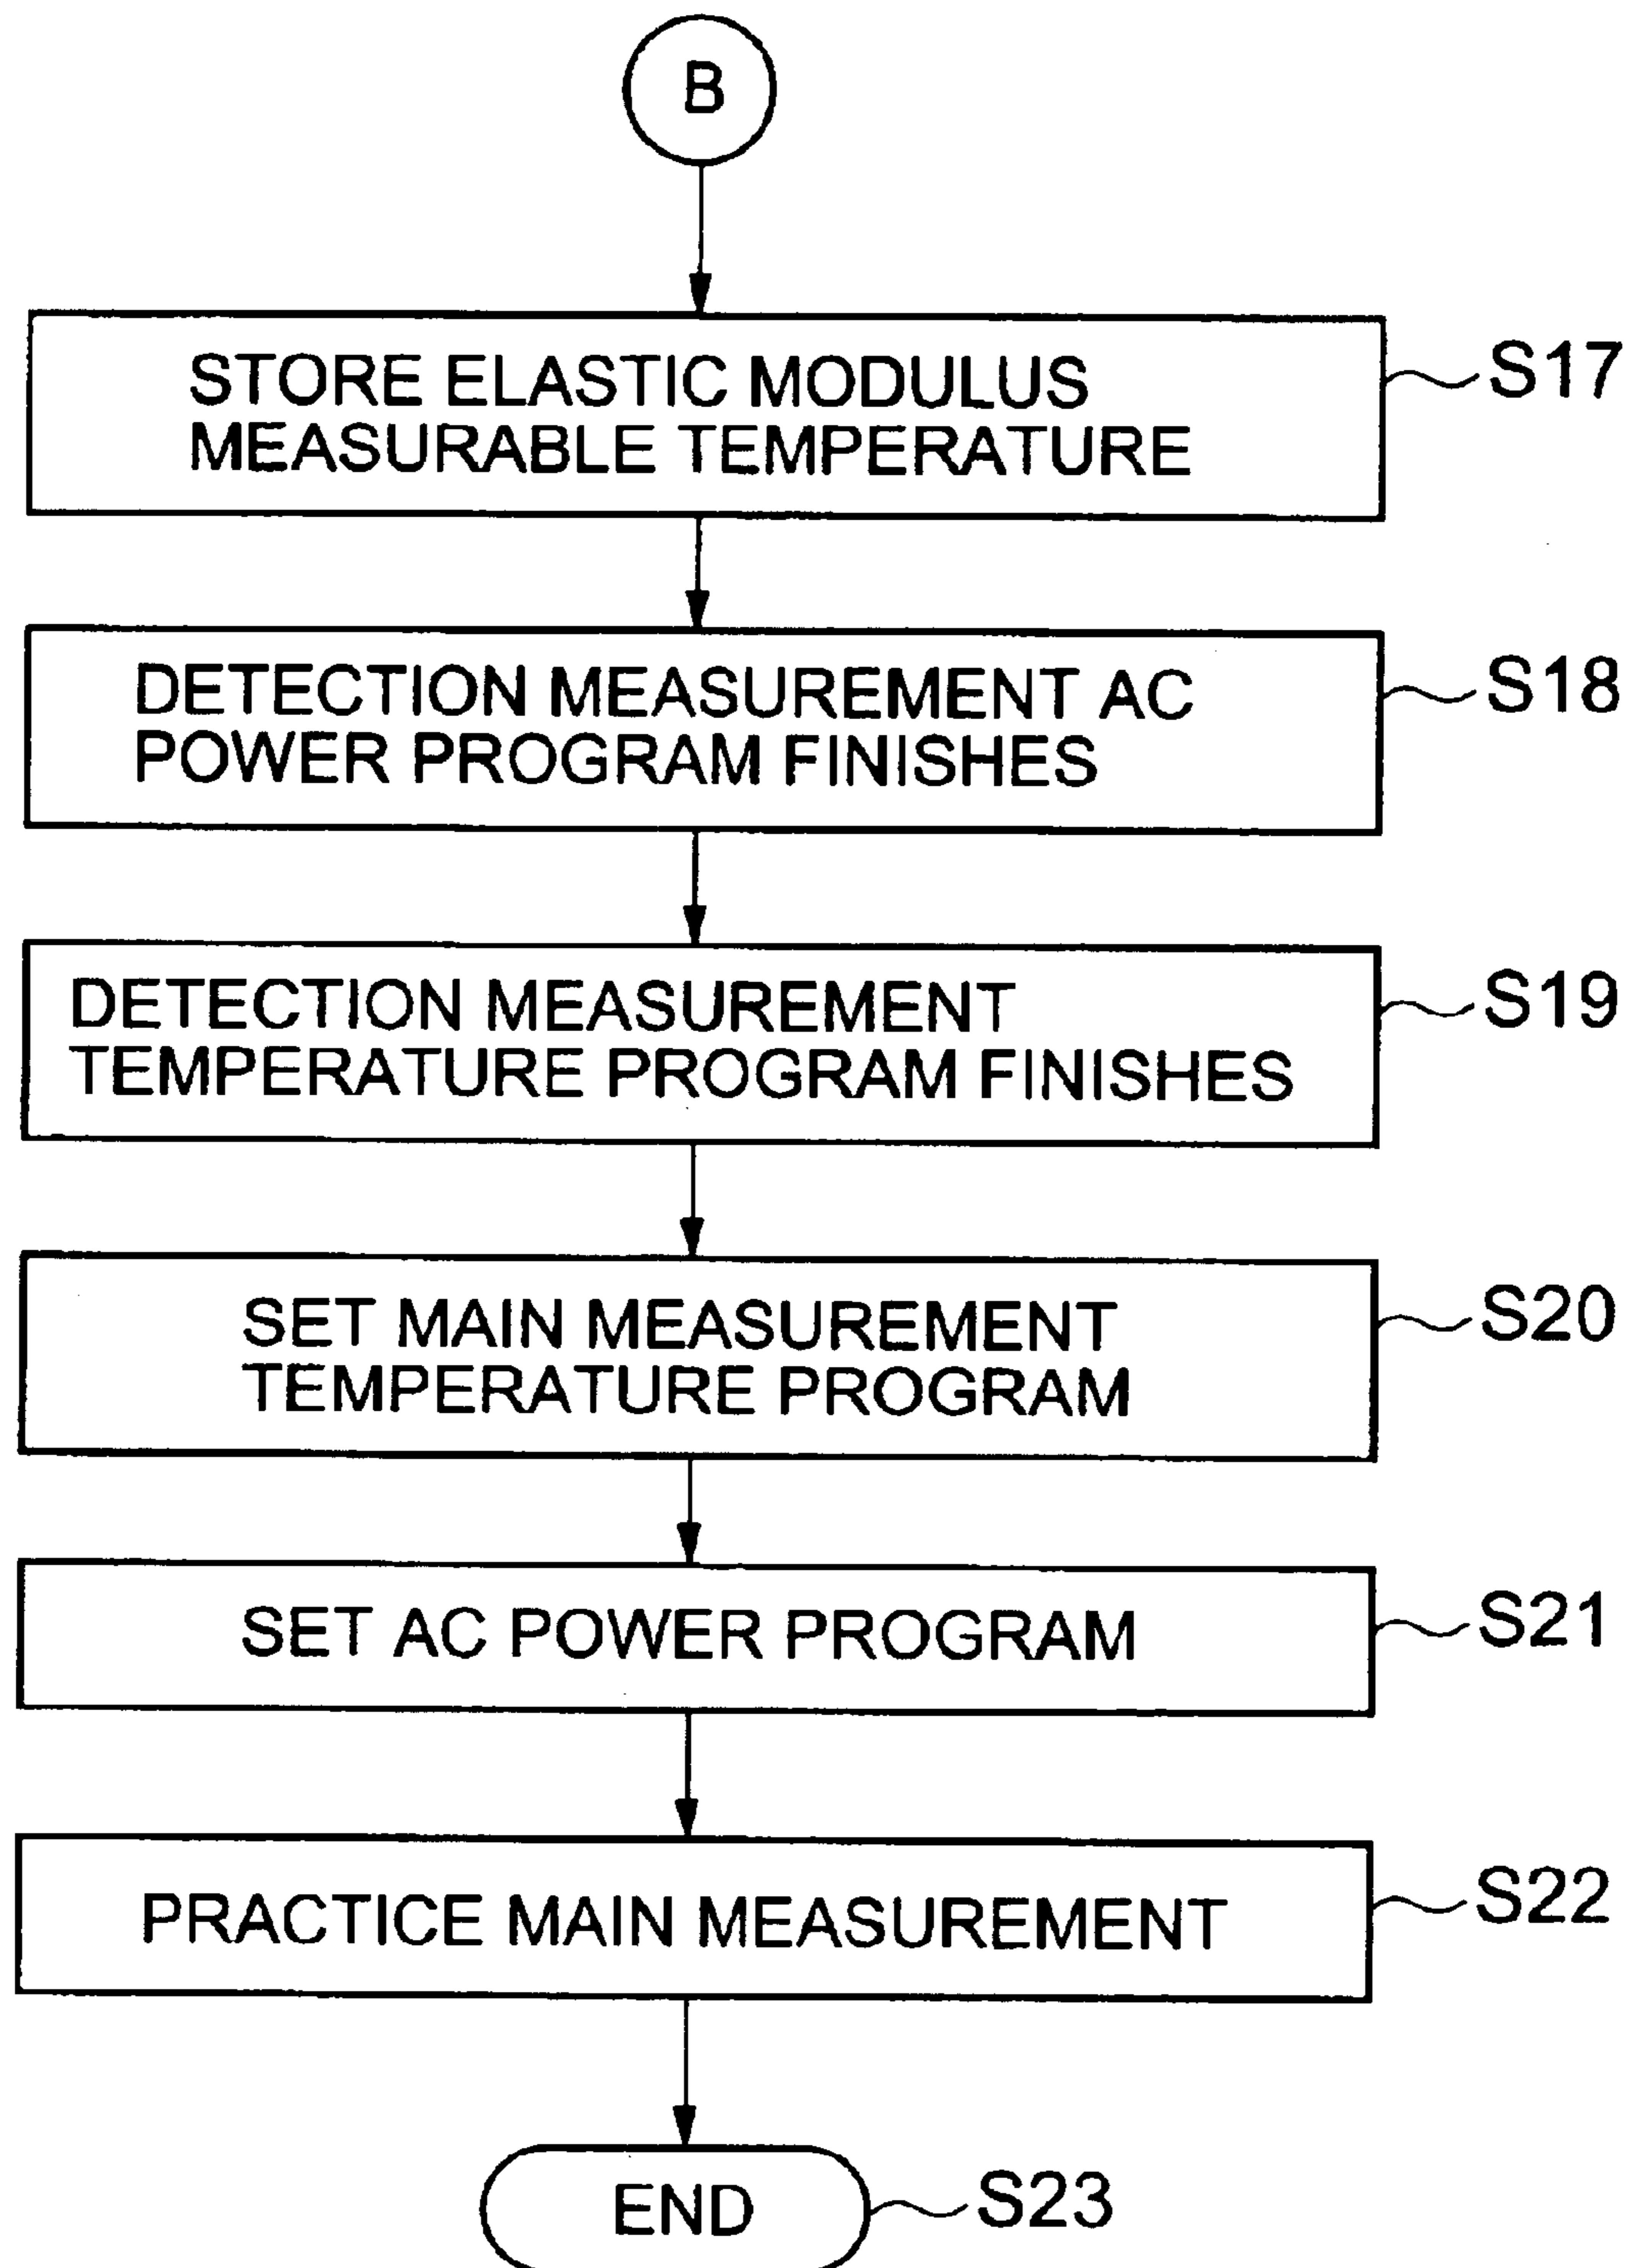 B
STORE ELASTIC MODULUS
MEASURABLE TEMPERATURE
S17
DETECTION MEASUREMENT AC
POWER PROGRAM FINISHES
S18
DETECTION MEASUREMENT
TEMPERATURE PROGRAM FINISHES
S19
SET MAIN MEASUREMENT
TEMPERATURE PROGRAM
S20
SET AC POWER PROGRAM
S21
PRACTICE MAIN MEASUREMENT
S22
END
S23